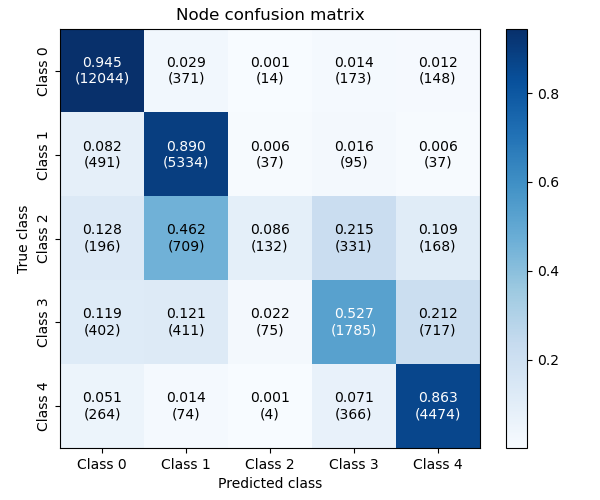 Node confusion matrix
Class 0
0.945 0.029 0.001 0.014 0.012
(12044) (371) (14) (173) (148)
Class 1
0.082 0.890 0.006 0.016 0.006
(491) (5334) (37) (95) (37)
Class 2
0.128 0.462 0.086 0.215 0.109
(196) (709) (132) (331) (168)
Class 3
0.119 0.121 0.022 0.527 0.212
(402) (411) (75) (1785) (717)
Class 4
0.051 0.014 0.001 0.071 0.863
(264) (74) (4) (366) (4474)
True class
Class 0 Class 1 Class 2 Class 3 Class 4
Predicted class
0.8
0.6
0.4
0.2